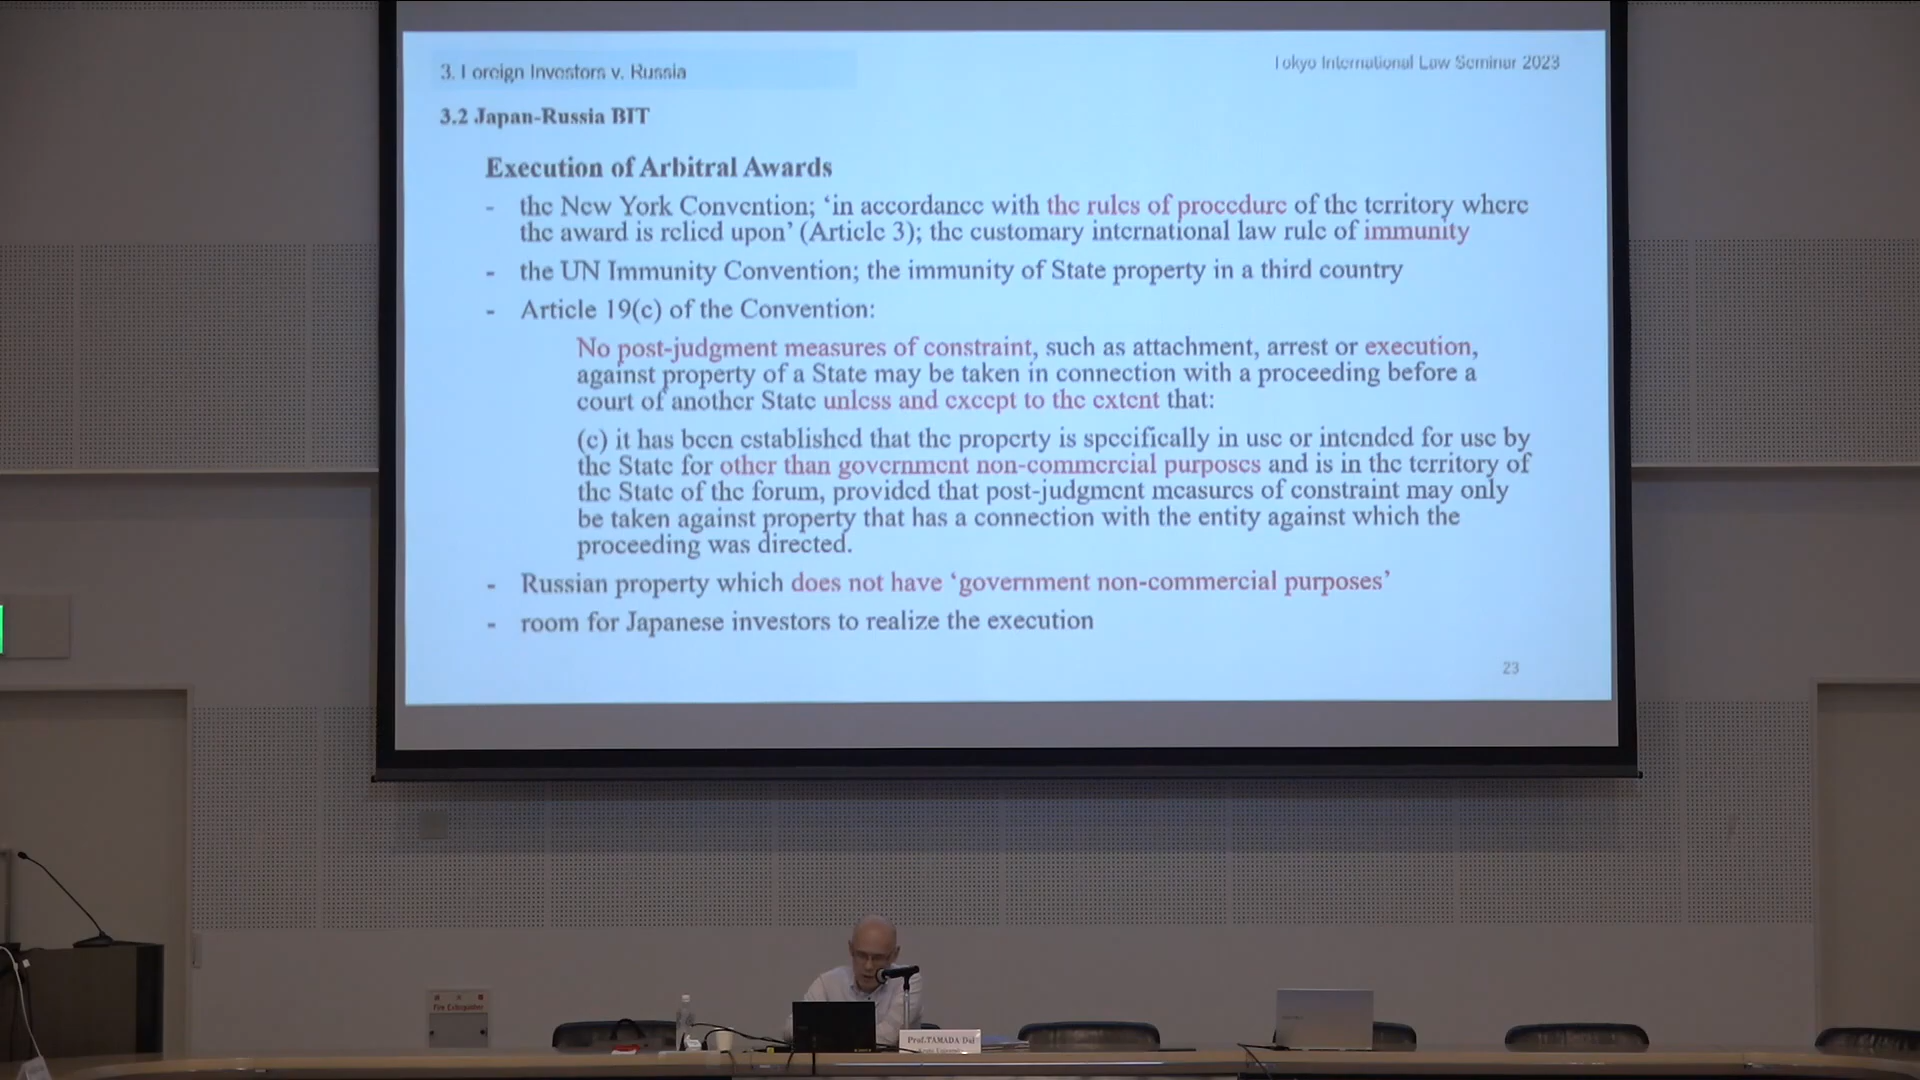 3. Foreign Investors v. Russia
Tokyo International Law Seminar 2023
3.2 Japan-Russia BIT
Execution of Arbitral Awards
- the New York Convention; ‘in accordance with the rules of procedure of the territory where
the award is relied upon’ (Article 3); the customary international law rule of immunity
- the UN Immunity Convention; the immunity of State property in a third country
- Article 19(c) of the Convention:
No post-judgment measures of constraint, such as attachment, arrest or execution,
against property of a State may be taken in connection with a proceeding before a
court of another State unless and except to the extent that:
(c) it has been established that the property is specifically in use or intended for use by
the State for other than government non-commercial purposes and is in the territory of
the State of the forum, provided that post-judgment measures of constraint may only
be taken against property that has a connection with the entity against which the
proceeding was directed.
- Russian property which does not have ‘government non-commercial purposes’
- room for Japanese investors to realize the execution
23
Fire Extinguisher
Prof.TAMADA Dai